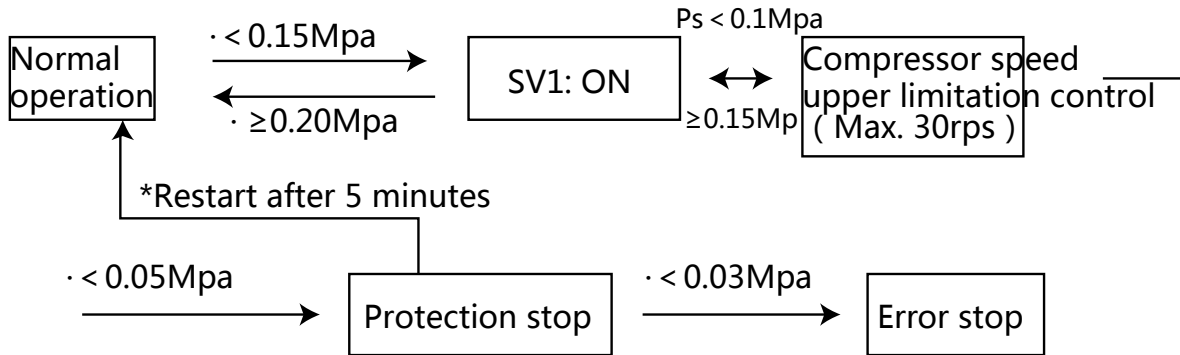 · < 0.15Mpa
Ps < 0.1Mpa
Normal
operation
SV1: ON
Compressor speed
upper limitation control
( Max. 30rps )
· ≥0.20Mpa
≥0.15Mp
*Restart after 5 minutes
· < 0.05Mpa
Protection stop
· < 0.03Mpa
Error stop